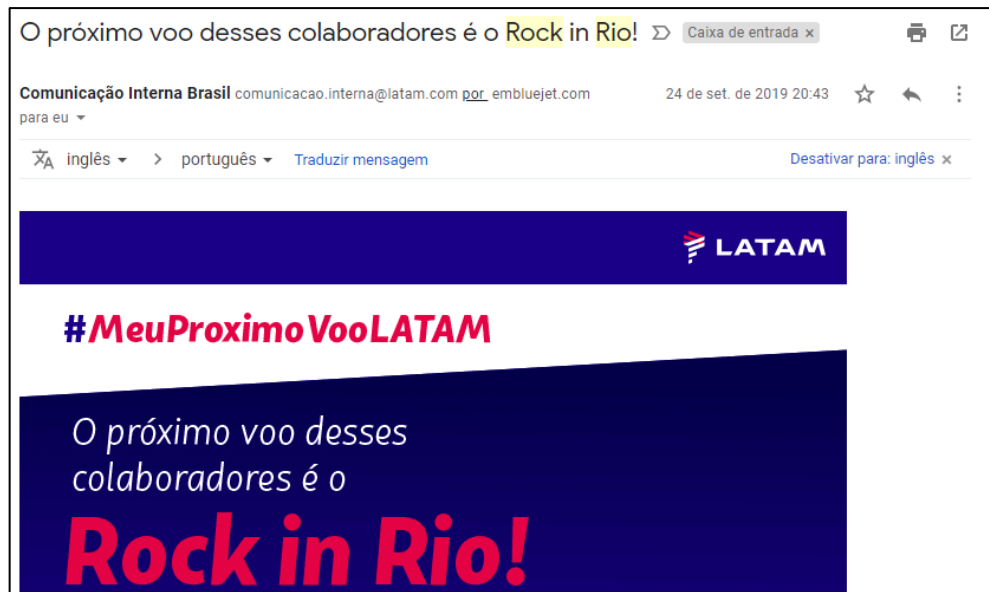 O próximo voo desses colaboradores é o Rock in Rio! Caixa de entrada x
Comunicação Interna Brasil comunicacao.interna@latam.com por embluejet.com 24 de set. de 2019 20:43
para eu
inglês > português Traduzir mensagem Desativar para: inglês x
LATAM
#MeuProximoVooLATAM
O próximo voo desses
colaboradores é o
Rock in Rio!